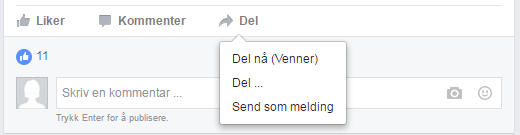 Liker Kommenter Del
11
Del nå (Venner)
Del ...
Skriv en kommentar ...
Send som melding
Trykk Enter for å publisere.